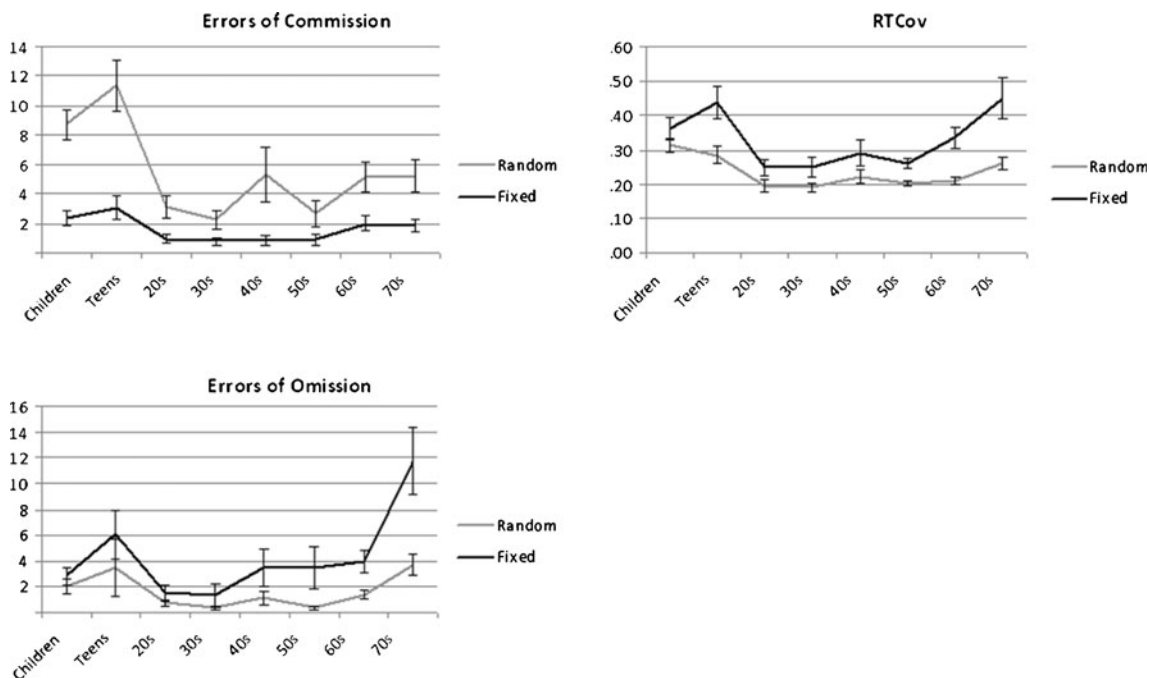 Errors of Commission
14
12
10
8
6
4
2
Random
Fixed
Children
Teens
20s
30s
40s
50s
60s
70s
RTCov
.60
.50
.40
.30
.20
.10
.00
Random
Fixed
Children
Teens
20s
30s
40s
50s
60s
70s
Errors of Omission
16
14
12
10
8
6
4
2
Random
Fixed
Children
Teens
20s
30s
40s
50s
60s
70s